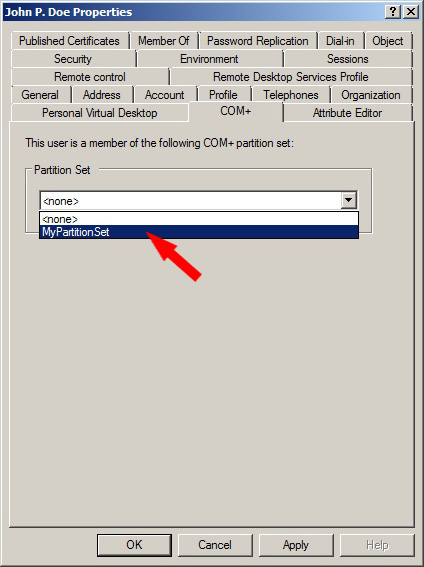 John P. Doe Properties
Published Certificates Member Of Password Replication Dial-in Object
Security Environment Sessions
Remote control Remote Desktop Services Profile
General Address Account Profile Telephones Organization
Personal Virtual Desktop COM+ Attribute Editor
This user is a member of the following COM+ partition set:
Partition Set
<none>
<none>
MyPartitionSet
OK Cancel Apply Help